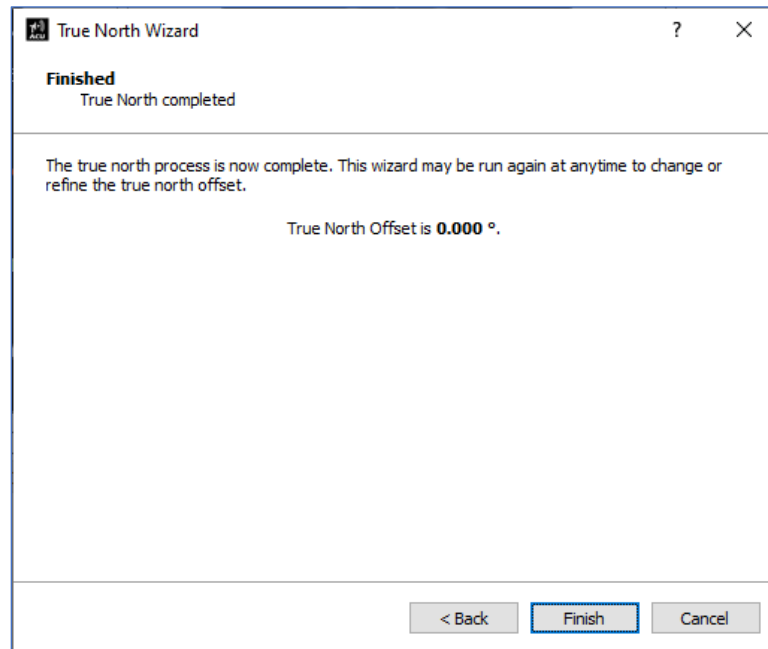 ACU
True North Wizard
?
Finished
True North completed
The true north process is now complete. This wizard may be run again at anytime to change or
refine the true north offset.
True North Offset is 0.000 °.
< Back
Finish
Cancel